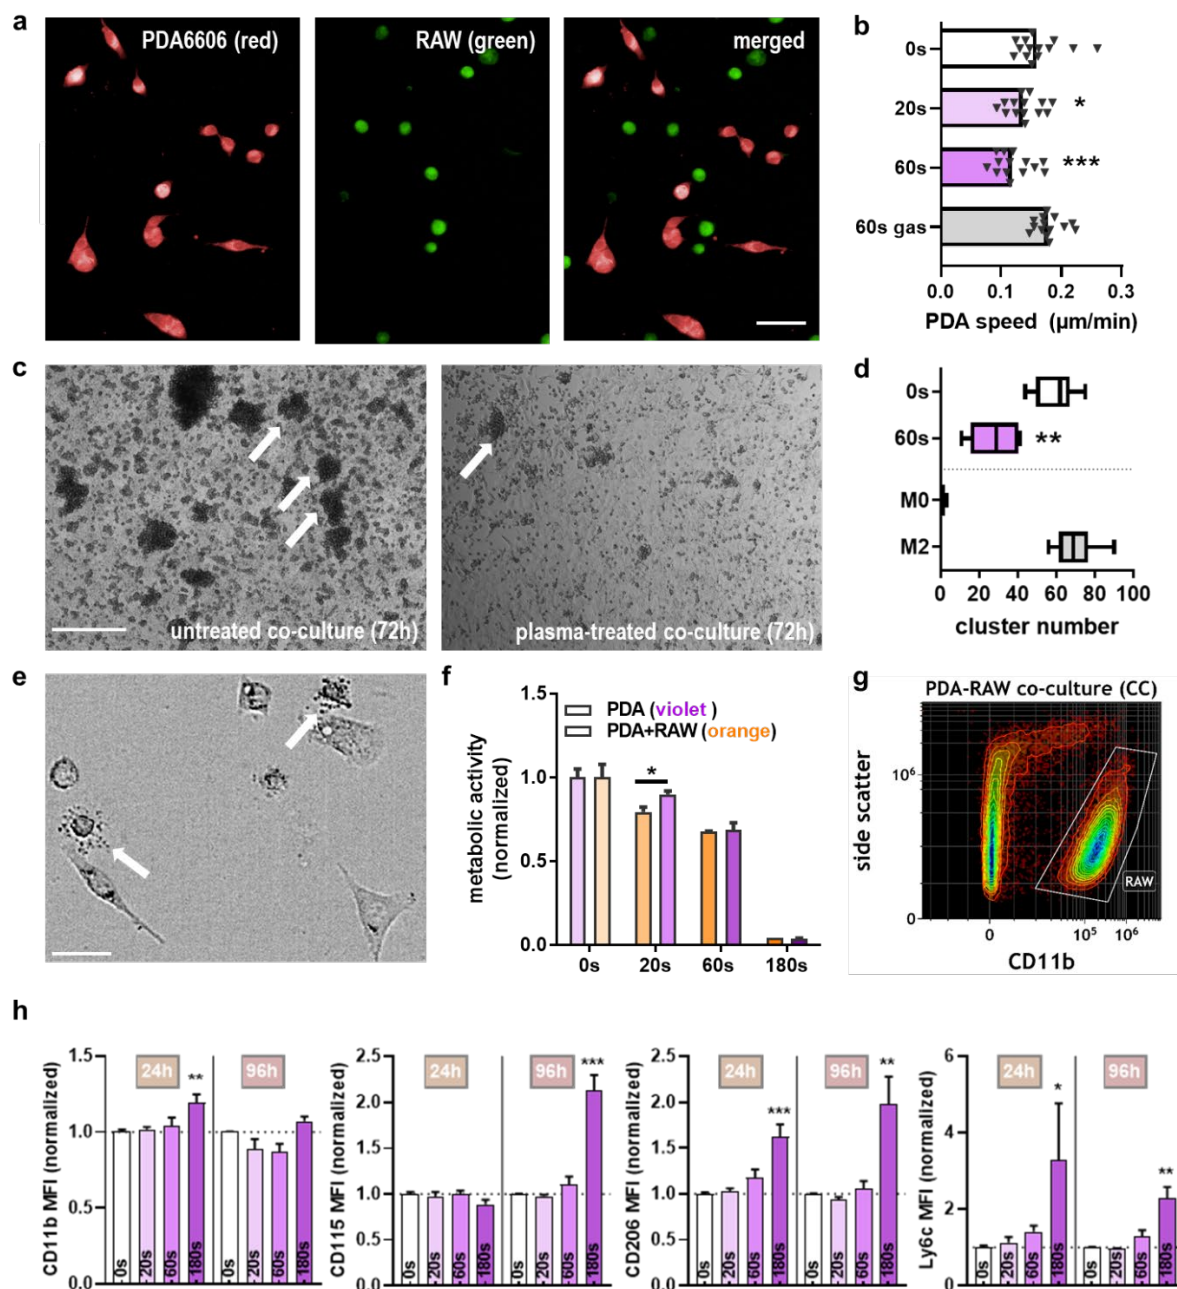 a
PDA6606 (red)
RAW (green)
merged
b
0s
20s
*
60s
***
60s gas
0.0 0.1 0.2 0.3
PDA speed (µm/min)
c
untreated co-culture (72h)
plasma-treated co-culture (72h)
d
0s
60s
**
M0
M2
0 20 40 60 80 100
cluster number
e
f
metabolic activity
(normalized)
1.5
1.0
0.5
0.0
PDA (violet )
PDA+RAW (orange)
*
0s 20s 60s 180s
g
PDA-RAW co-culture (CC)
side scatter
10⁶
0
RAW
0 10⁵ 10⁶
CD11b
h
CD11b MFI (normalized)
1.5
1.0
0.5
0.0
24h
96h
**
0s 20s 60s 180s 0s 20s 60s 180s
CD115 MFI (normalized)
2.5
2.0
1.5
1.0
0.5
0.0
24h
96h
***
0s 20s 60s 180s 0s 20s 60s 180s
CD206 MFI (normalized)
2.5
2.0
1.5
1.0
0.5
0.0
24h
96h
***
**
0s 20s 60s 180s 0s 20s 60s 180s
Ly6c MFI (normalized)
6
4
2
0
24h
96h
*
**
0s 20s 60s 180s 0s 20s 60s 180s